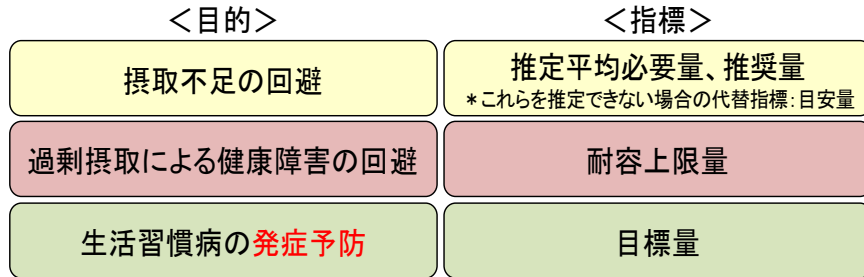 ＜目的＞
＜指標＞
摂取不足の回避
推定平均必要量、推奨量
＊これらを推定できない場合の代替指標：目安量
過剰摂取による健康障害の回避
耐容上限量
生活習慣病の発症予防
目標量